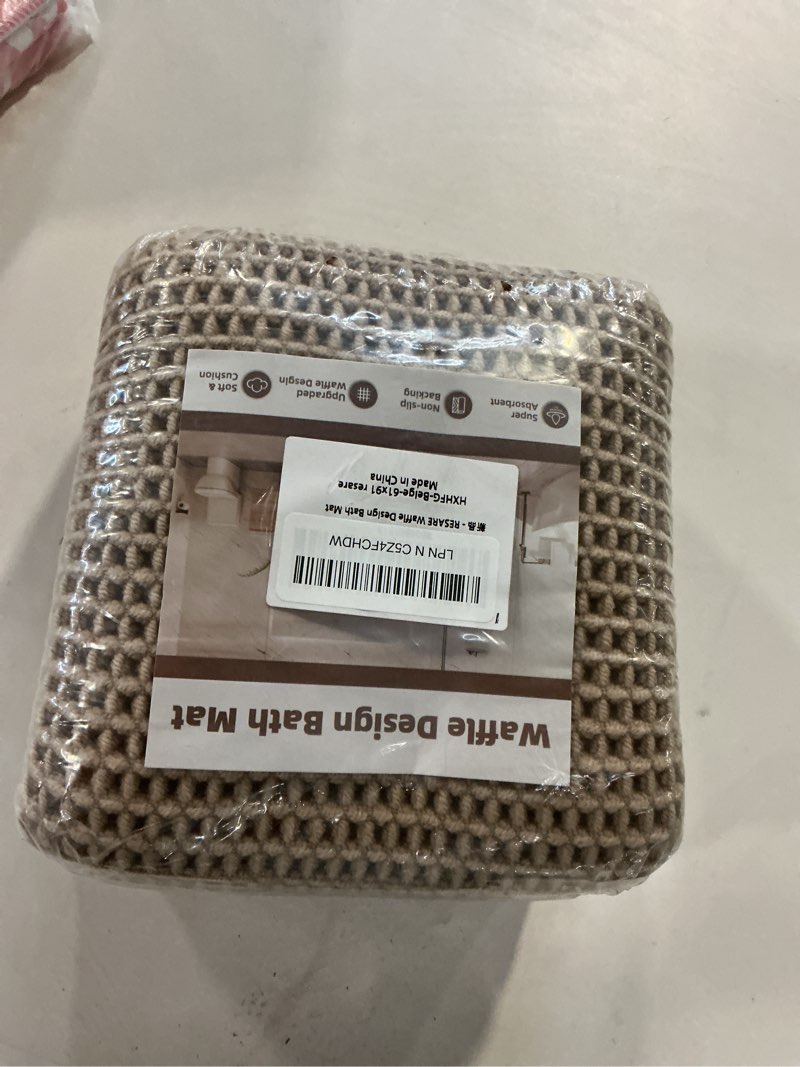 Waffle Design Bath Mat
LPN N C5Z4FCHDW
新品 - RESARE Waffle Design Bath Mat
HXHFG-Beige-61x91 resare
Made in China
Super
Absorbent
Non-slip
Backing
Upgraded
Waffle Desgin
Soft &
Cushion